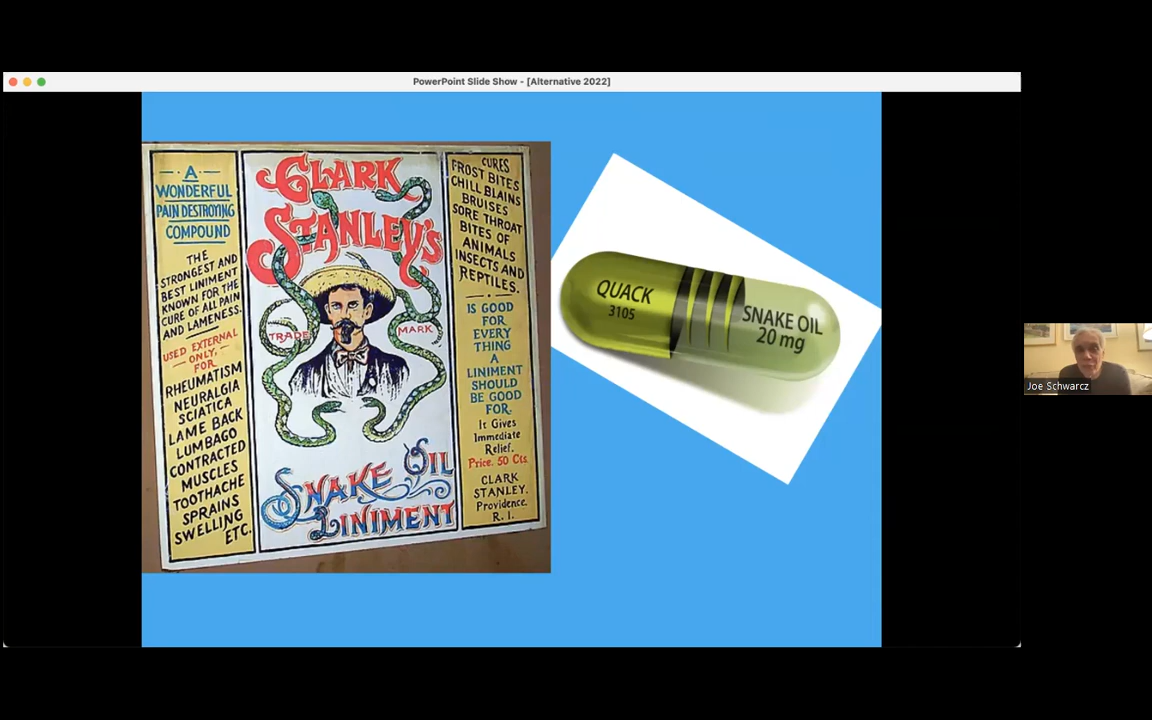 PowerPoint Slide Show - [Alternative 2022]
A
WONDERFUL
PAIN DESTROYING
COMPOUND
THE
STRONGEST AND
BEST LINIMENT
KNOWN FOR THE
CURE OF ALL PAIN
AND LAMENESS.
USED EXTERNAL
ONLY,
FOR
RHEUMATISM
NEURALGIA
SCIATICA
LAME BACK
LUMBAGO
CONTRACTED
MUSCLES
TOOTHACHE
SPRAINS
SWELLING
ETC.
CLARK
STANLEY'S
TRADE MARK
SNAKE OIL
LINIMENT
CURES
FROST BITES
CHILL BLAINS
BRUISES
SORE THROAT
BITES OF
ANIMALS
INSECTS AND
REPTILES.
IS GOOD
FOR
EVERY
THING
A
LINIMENT
SHOULD
BE GOOD
FOR.
It Gives
Immediate
Relief.
Price. 50 Cts.
CLARK
STANLEY.
Providence.
R. I.
QUACK
3105
SNAKE OIL
20 mg
Joe Schwarcz